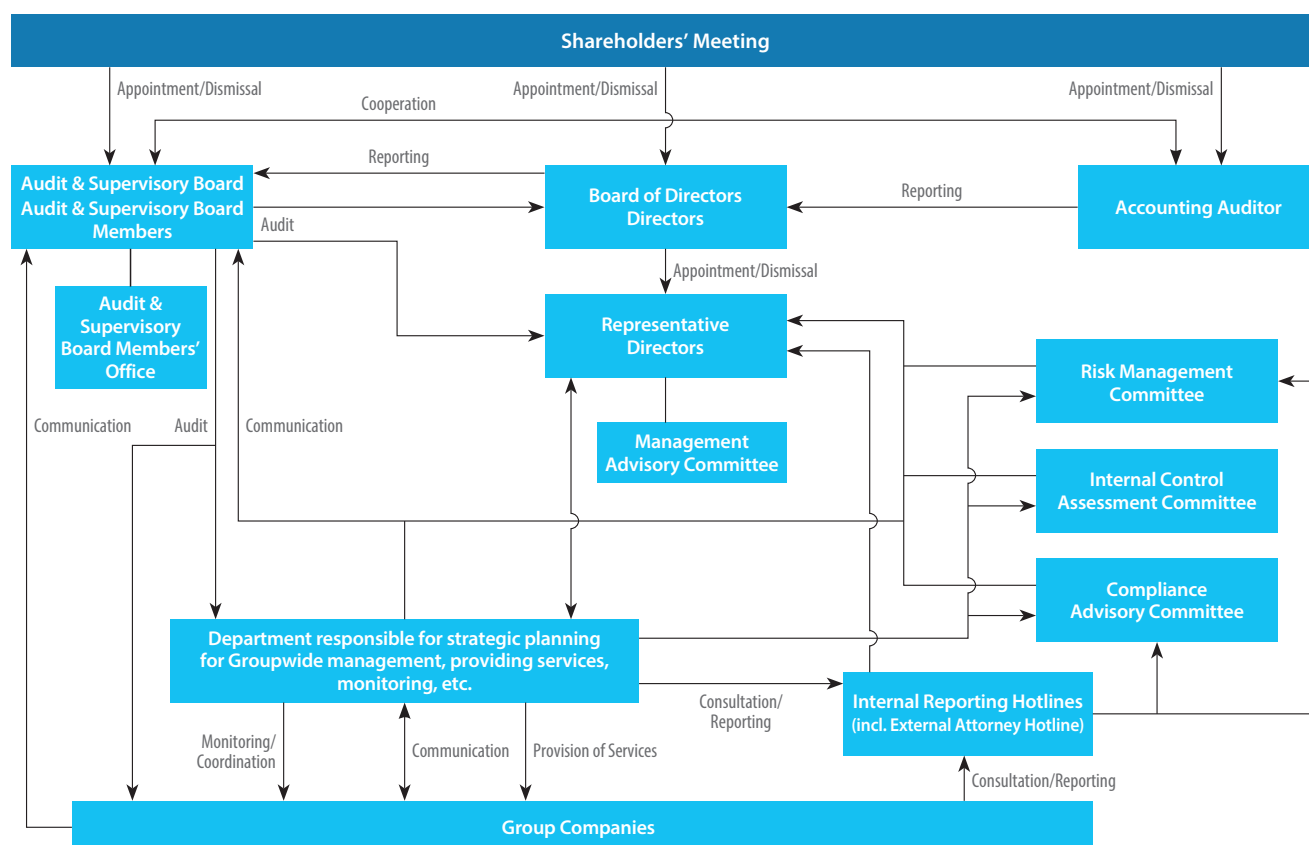 Shareholders’ Meeting
Appointment/Dismissal
Appointment/Dismissal
Appointment/Dismissal
Cooperation
Reporting
Audit & Supervisory Board
Audit & Supervisory Board
Members
Board of Directors
Directors
Reporting
Accounting Auditor
Audit
Appointment/Dismissal
Audit &
Supervisory
Board Members’
Office
Representative
Directors
Risk Management
Committee
Communication
Audit
Communication
Management
Advisory Committee
Internal Control
Assessment Committee
Compliance
Advisory Committee
Department responsible for strategic planning
for Groupwide management, providing services,
monitoring, etc.
Consultation/
Reporting
Internal Reporting Hotlines
(incl. External Attorney Hotline)
Monitoring/
Coordination
Communication
Provision of Services
Consultation/Reporting
Group Companies